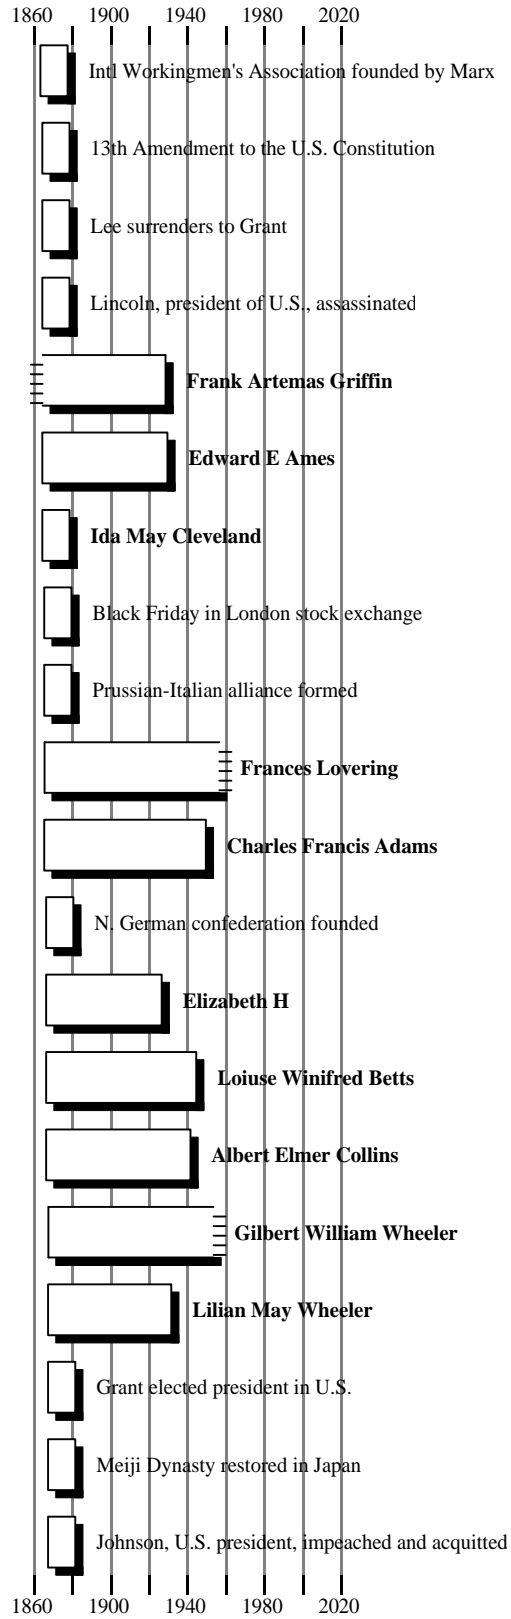 1860 1900 1940 1980 2020
Intl Workingmen's Association founded by Marx
13th Amendment to the U.S. Constitution
Lee surrenders to Grant
Lincoln, president of U.S., assassinated
Frank Artemas Griffin
Edward E Ames
Ida May Cleveland
Black Friday in London stock exchange
Prussian-Italian alliance formed
Frances Lovering
Charles Francis Adams
N. German confederation founded
Elizabeth H
Loiuse Winifred Betts
Albert Elmer Collins
Gilbert William Wheeler
Lilian May Wheeler
Grant elected president in U.S.
Meiji Dynasty restored in Japan
Johnson, U.S. president, impeached and acquitted
1860 1900 1940 1980 2020